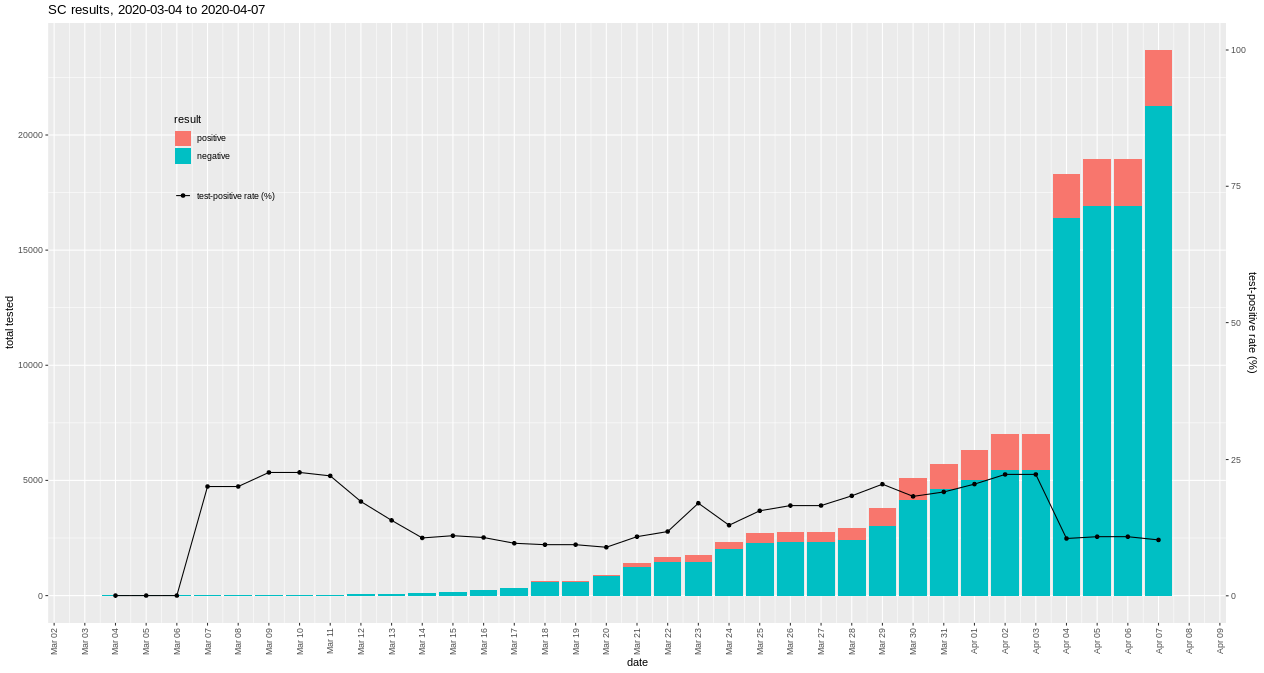 SC results, 2020-03-04 to 2020-04-07
result
positive
negative
test-positive rate (%)
total tested
20000
15000
10000
5000
0
100
75
50
25
0
test-positive rate (%)
Mar 02
Mar 03
Mar 04
Mar 05
Mar 06
Mar 07
Mar 08
Mar 09
Mar 10
Mar 11
Mar 12
Mar 13
Mar 14
Mar 15
Mar 16
Mar 17
Mar 18
Mar 19
Mar 20
Mar 21
Mar 22
Mar 23
Mar 24
Mar 25
Mar 26
Mar 27
Mar 28
Mar 29
Mar 30
Mar 31
Apr 01
Apr 02
Apr 03
Apr 04
Apr 05
Apr 06
Apr 07
Apr 08
Apr 09
date